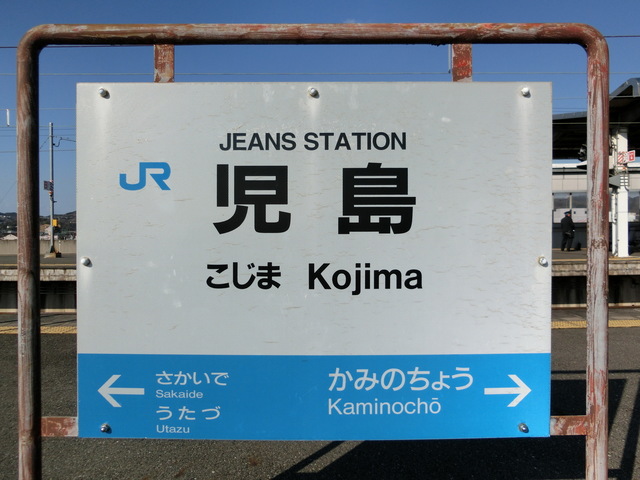 JEANS STATION
JR
児島
こじま Kojima
さかいで
Sakaide
うたづ
Utazu
かみのちょう
Kaminochō